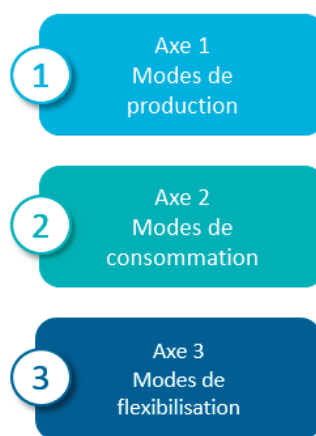 1
Axe 1
Modes de
production
2
Axe 2
Modes de
consommation
3
Axe 3
Modes de
flexibilisation